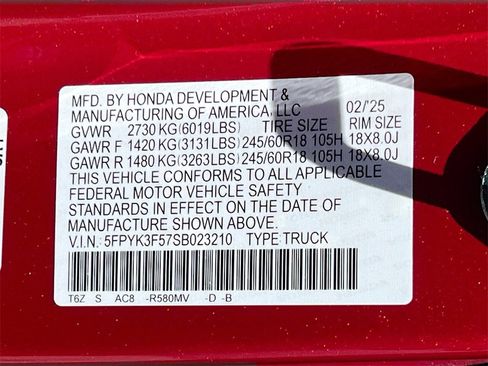 MFD. BY HONDA DEVELOPMENT &
MANUFACTURING OF AMERICA, LLC 02/'25
GVWR 2730 KG(6019LBS) TIRE SIZE RIM SIZE
GAWR F 1420 KG(3131LBS) 245/60R18 105H 18X8.0J
GAWR R 1480 KG(3263LBS) 245/60R18 105H 18X8.0J
THIS VEHICLE CONFORMS TO ALL APPLICABLE
FEDERAL MOTOR VEHICLE SAFETY
STANDARDS IN EFFECT ON THE DATE OF
MANUFACTURE SHOWN ABOVE.
V.I.N.: 5FPYK3F57SB023210 TYPE:TRUCK
T6Z S AC8 -R580MV -D -B